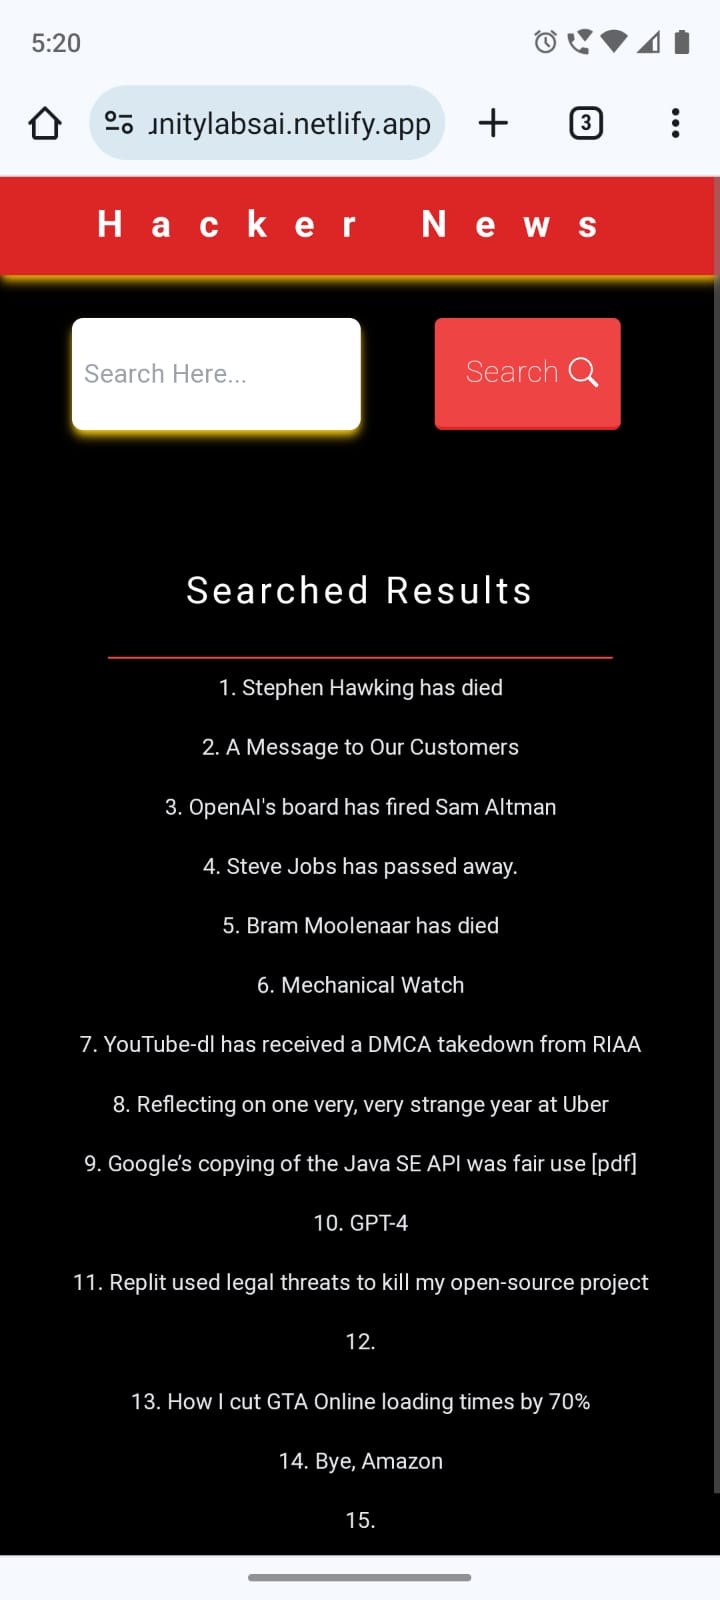 5:20
unitylabsai.netlify.app
3
Hacker News
Search Here...
Search
Searched Results
1. Stephen Hawking has died
2. A Message to Our Customers
3. OpenAI's board has fired Sam Altman
4. Steve Jobs has passed away.
5. Bram Moolenaar has died
6. Mechanical Watch
7. YouTube-dl has received a DMCA takedown from RIAA
8. Reflecting on one very, very strange year at Uber
9. Google’s copying of the Java SE API was fair use [pdf]
10. GPT-4
11. Replit used legal threats to kill my open-source project
12.
13. How I cut GTA Online loading times by 70%
14. Bye, Amazon
15.